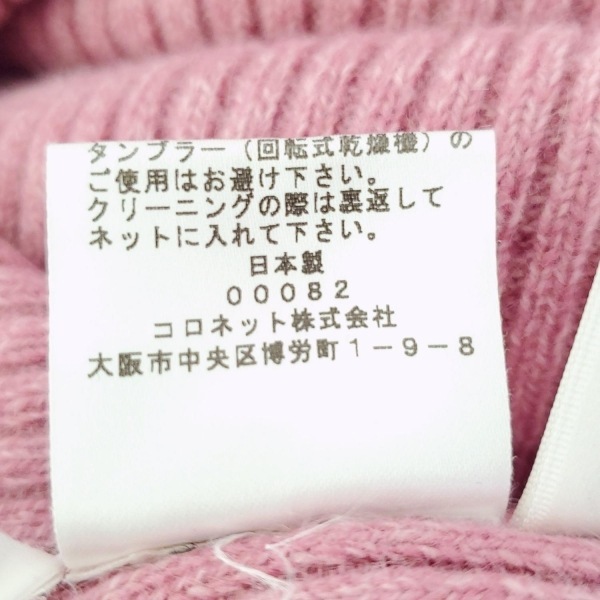 タンブラー（回転式乾燥機）の
ご使用はお避け下さい。
クリーニングの際は裏返して
ネットに入れて下さい。
日本製
00082
コロネット株式会社
大阪市中央区博労町1-9-8